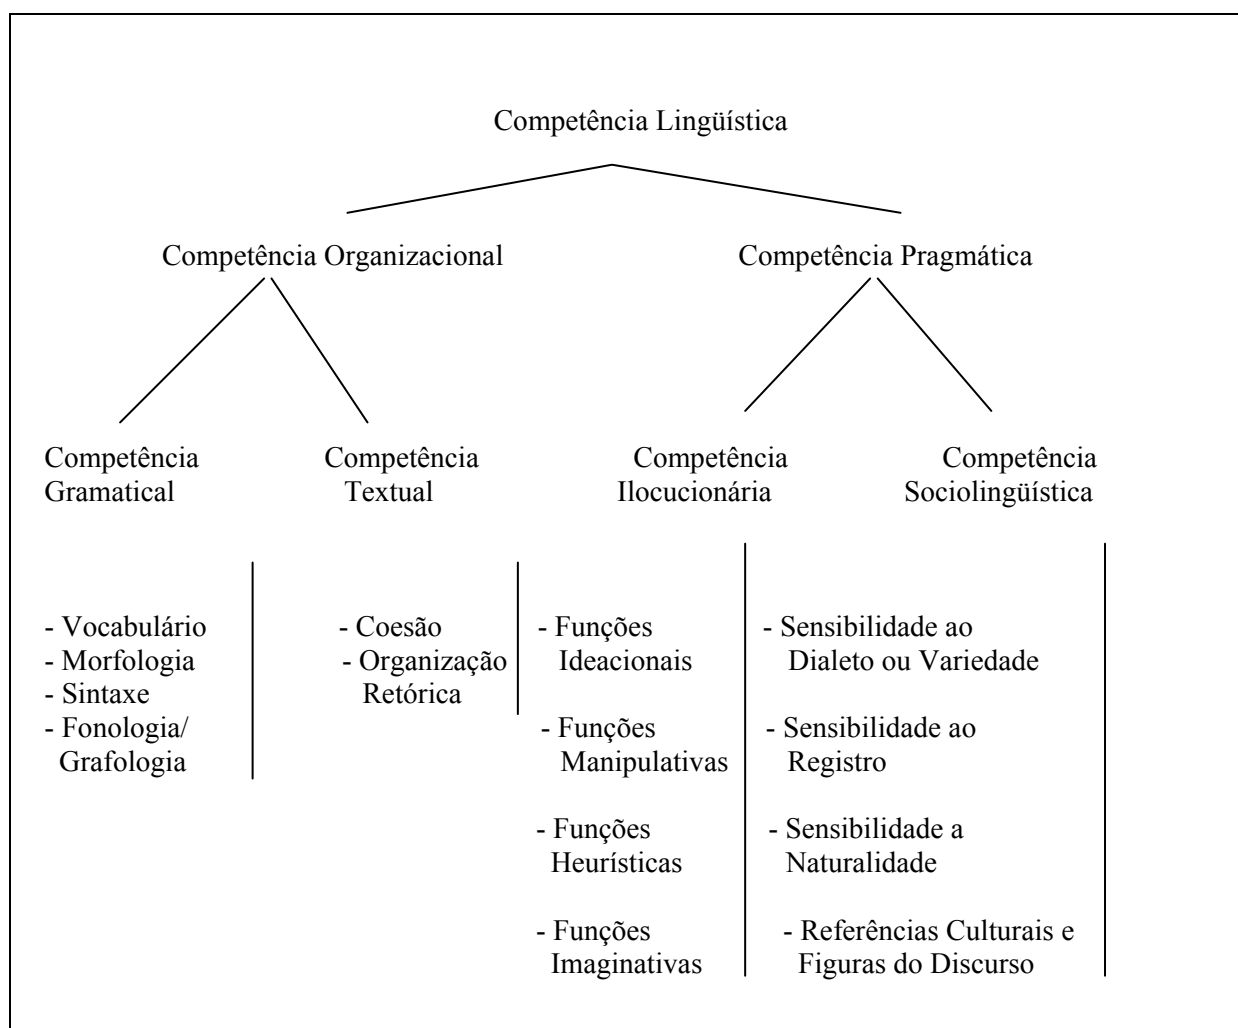 Competência Lingüística
Competência Organizacional
Competência Pragmática
Competência
Gramatical
Competência
Textual
Competência
Ilocucionária
Competência
Sociolingüística
- Vocabulário
- Morfologia
- Sintaxe
- Fonologia/
Grafologia
- Coesão
- Organização
Retórica
- Funções
Ideacionais
- Funções
Manipulativas
- Funções
Heurísticas
- Funções
Imaginativas
- Sensibilidade ao
Dialeto ou Variedade
- Sensibilidade ao
Registro
- Sensibilidade a
Naturalidade
- Referências Culturais e
Figuras do Discurso